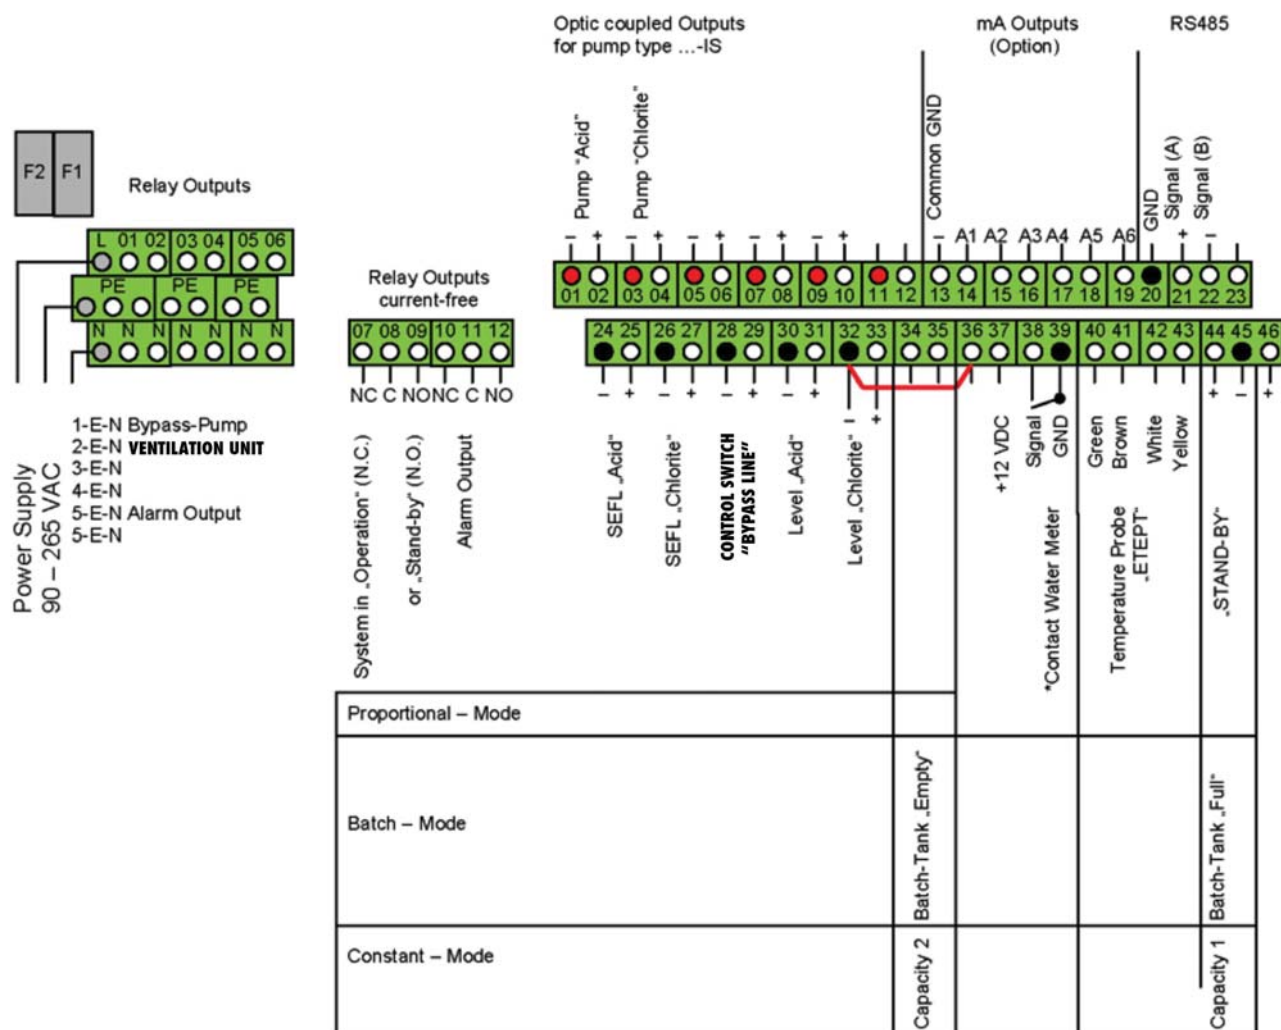 Optic coupled Outputs
for pump type ...-IS
mA Outputs
(Option)
RS485
Pump "Acid"
Pump "Chlorite"
Common GND
GND
Signal (A)
Signal (B)
F2 F1
Relay Outputs
– + – + – + – + – + – A1 A2 A3 A4 A5 A6 + –
L 01 02 03 04 05 06
PE PE PE
N N N N N N N
Relay Outputs
current-free
01 02 03 04 05 06 07 08 09 10 11 12 13 14 15 16 17 18 19 20 21 22 23
07 08 09 10 11 12
24 25 26 27 28 29 30 31 32 33 34 35 36 37 38 39 40 41 42 43 44 45 46
NC C NO NC C NO
– + – + – + – + – + + – +
Power Supply
90 – 265 VAC
1-E-N Bypass-Pump
2-E-N VENTILATION UNIT
3-E-N
4-E-N
5-E-N Alarm Output
5-E-N
System in „Operation“ (N.C.)
or „Stand-by“ (N.O.)
Alarm Output
SEFL „Acid“
SEFL „Chlorite“
CONTROL SWITCH
“BYPASS LINE”
Level „Acid“
Level „Chlorite“
+12 VDC
Signal
GND
*Contact Water Meter
Green
Brown
White
Yellow
Temperature Probe
„ETEPT“
„STAND-BY“
Proportional – Mode
Batch – Mode
Batch-Tank „Empty“
Batch-Tank „Full“
Constant – Mode
Capacity 2
Capacity 1